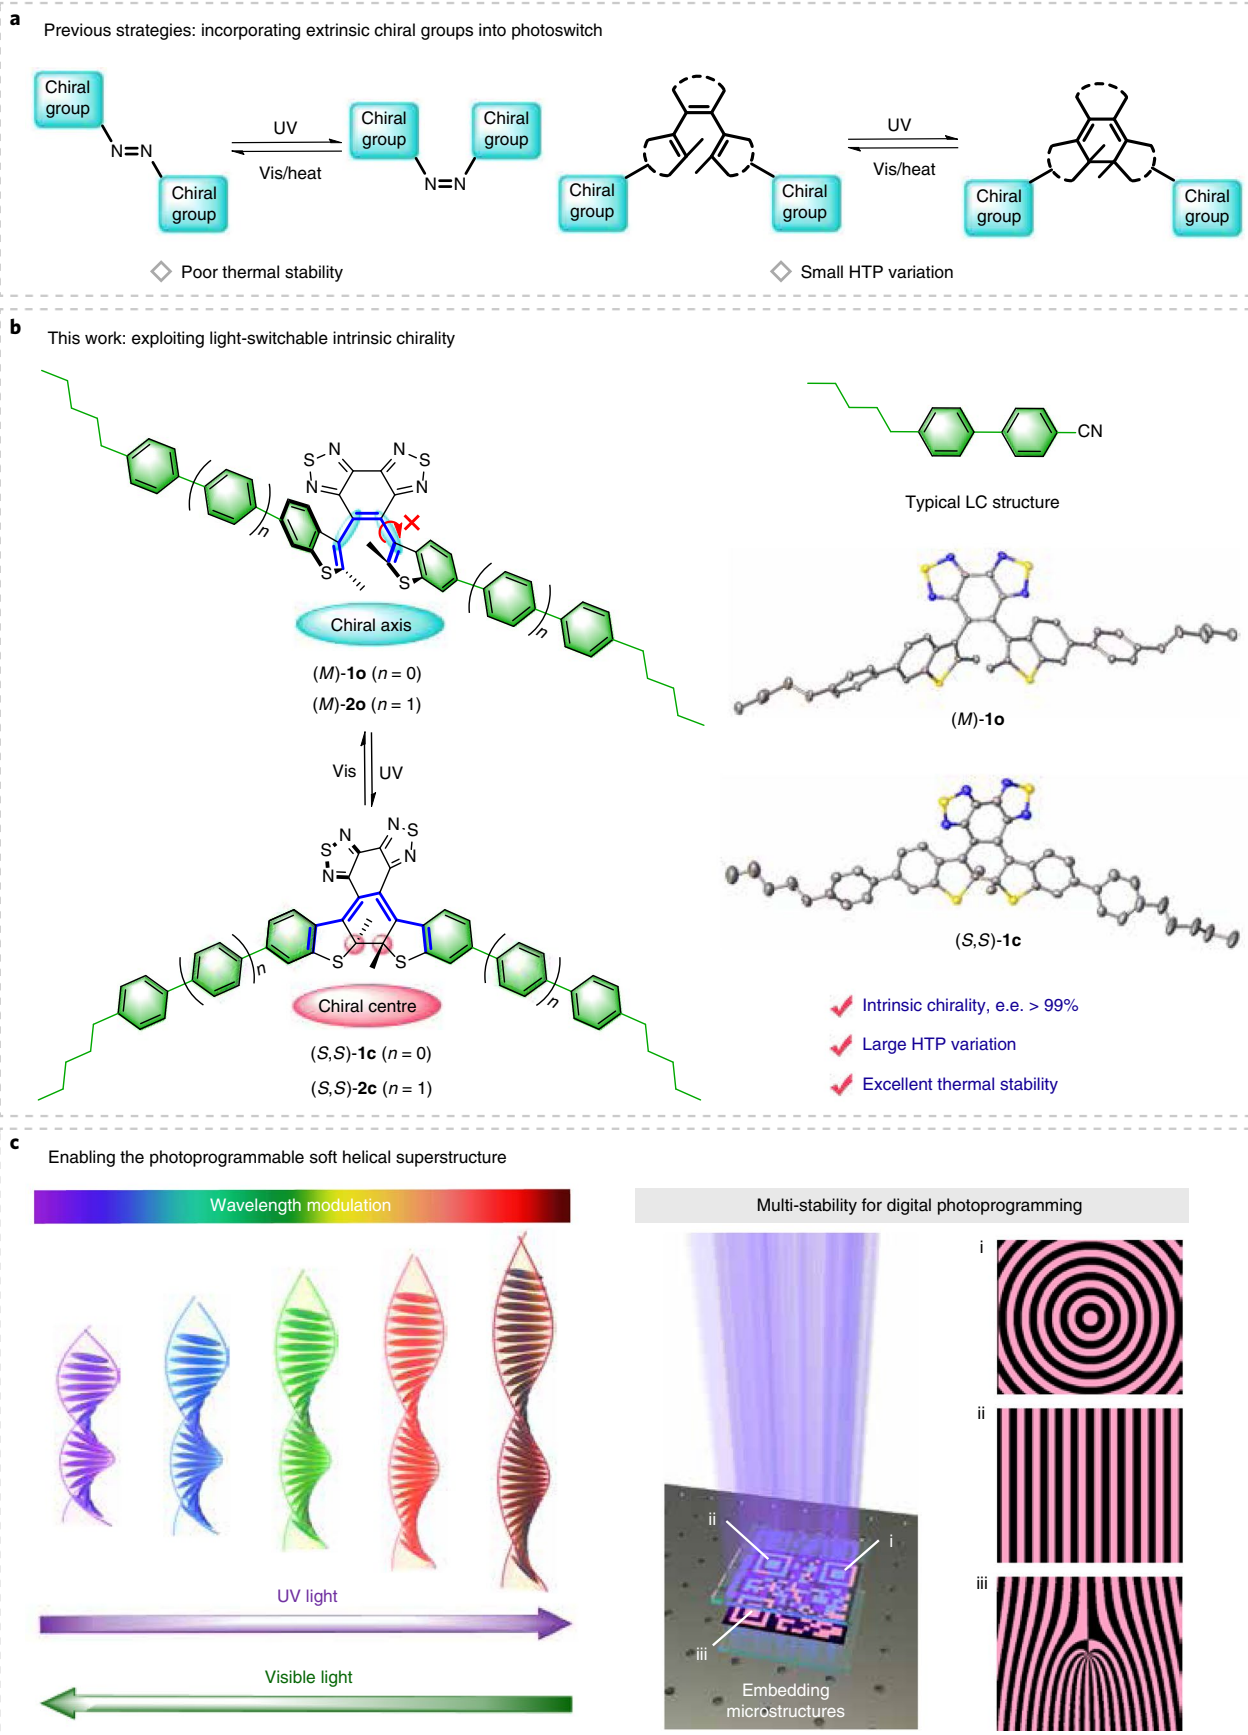 a
Previous strategies: incorporating extrinsic chiral groups into photoswitch
Chiral
group
N=N
Chiral
group
UV
Vis/heat
Chiral
group
N=N
Chiral
group
Chiral
group
Chiral
group
UV
Vis/heat
Chiral
group
Chiral
group
Poor thermal stability
Small HTP variation
b
This work: exploiting light-switchable intrinsic chirality
N
S
N
N
S
N
n
S
S
n
Chiral axis
(M)-1o (n = 0)
(M)-2o (n = 1)
Vis
UV
N
S
N
N
S
N
n
S
S
n
Chiral centre
(S,S)-1c (n = 0)
(S,S)-2c (n = 1)
CN
Typical LC structure
(M)-1o
(S,S)-1c
Intrinsic chirality, e.e. > 99%
Large HTP variation
Excellent thermal stability
c
Enabling the photoprogrammable soft helical superstructure
Wavelength modulation
UV light
Visible light
Multi-stability for digital photoprogramming
ii
i
iii
Embedding
microstructures
i
ii
iii